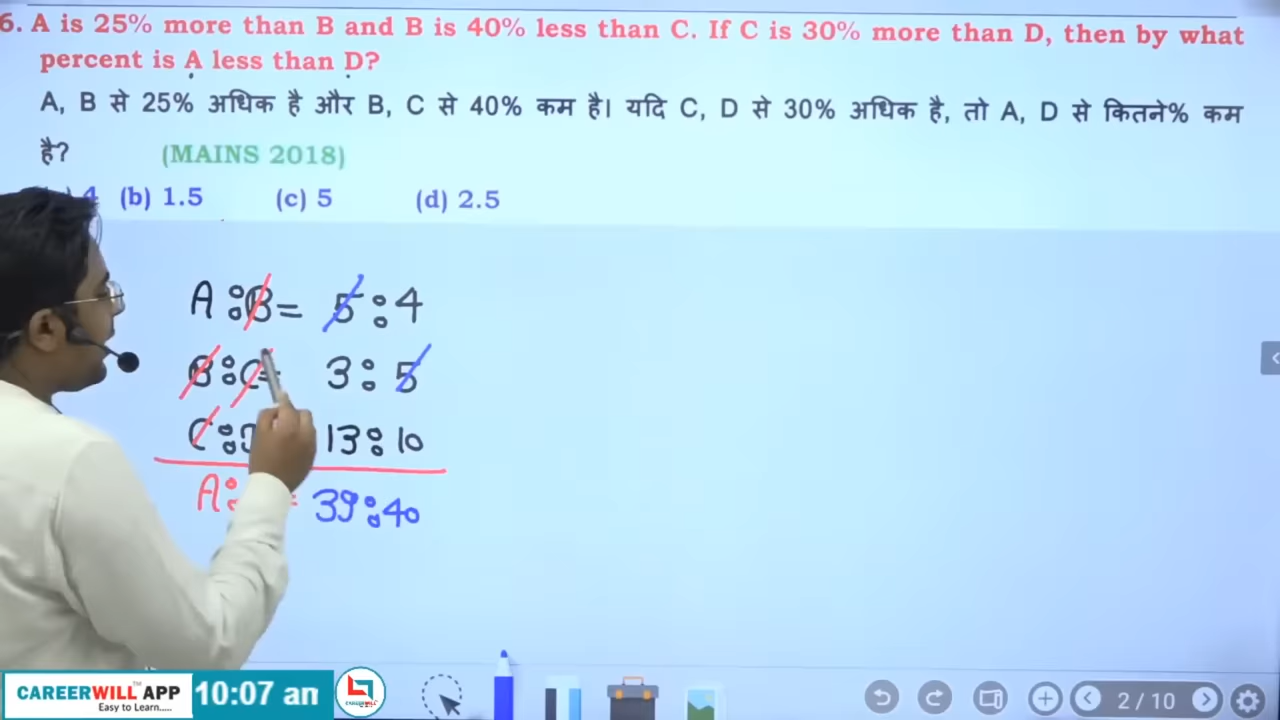 6. A is 25% more than B and B is 40% less than C. If C is 30% more than D, then by what
percent is A less than D?
A, B से 25% अधिक है और B, C से 40% कम है। यदि C, D से 30% अधिक है, तो A, D से कितने% कम
है? (MAINS 2018)
4 (b) 1.5 (c) 5 (d) 2.5
A : B = 5 : 4
B : C = 3 : 5
C : 13 : 10
A : = 39 : 40
CAREERWILL APP
Easy to Learn.....
10:07 an
CAREERWILL
2 / 10